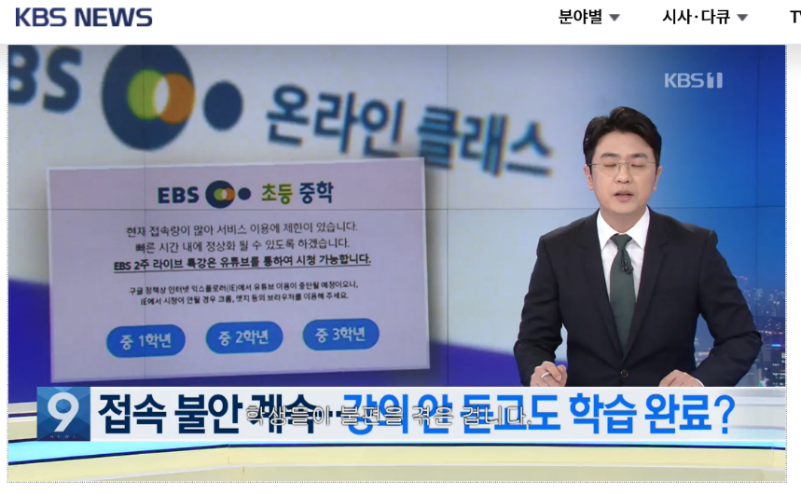 KBS NEWS
분야별
시사·다큐
TV
KBS 1
BS
온라인 클래스
EBS 초등 중학
현재 접속량이 많아 서비스 이용에 제한이 있습니다.
빠른 시간 내에 정상화 될 수 있도록 하겠습니다.
EBS 2주 라이브 특강은 유튜브를 통하여 시청 가능합니다.
구글 정책상 인터넷 익스플로러(IE)에서 유튜브 이용이 중단될 예정이오니,
IE에서 시청이 안될 경우 크롬, 엣지 등의 브라우저를 이용해 주세요.
중 1학년
중 2학년
중 3학년
9 접속 불안 계속…강의 안 듣고도 학습 완료?
NEWS
학생들이 불편을 겪은 겁니다.